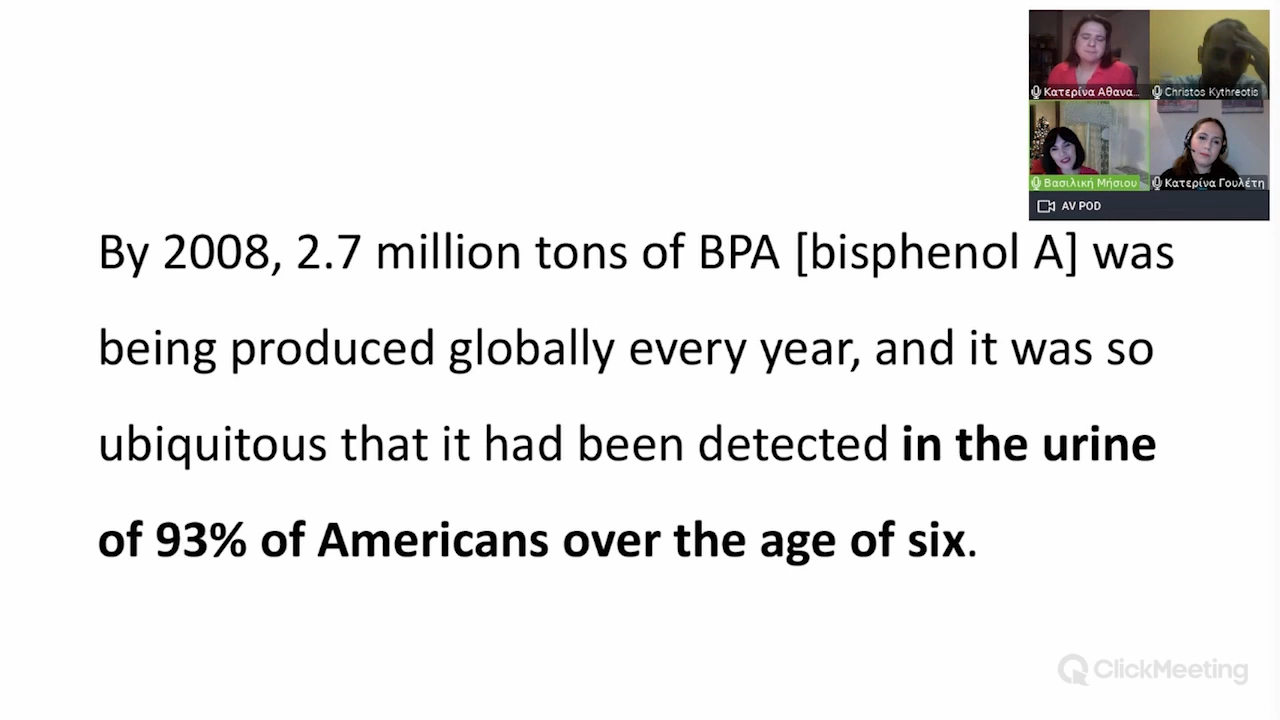 Κατερίνα Αθανα...
Christos Kythreotis
Βασιλική Μήσιου
Κατερίνα Γουλέτη
AV POD
By 2008, 2.7 million tons of BPA [bisphenol A] was
being produced globally every year, and it was so
ubiquitous that it had been detected in the urine
of 93% of Americans over the age of six.
ClickMeeting